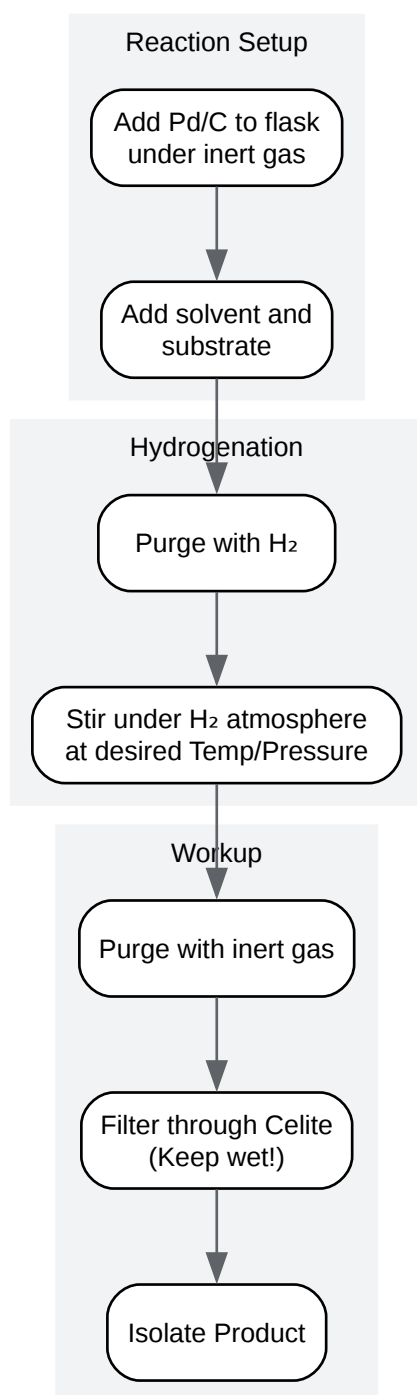 Reaction Setup
Add Pd/C to flask
under inert gas
Add solvent and
substrate
Hydrogenation
Purge with H₂
Stir under H₂ atmosphere
at desired Temp/Pressure
Workup
Purge with inert gas
Filter through Celite
(Keep wet!)
Isolate Product